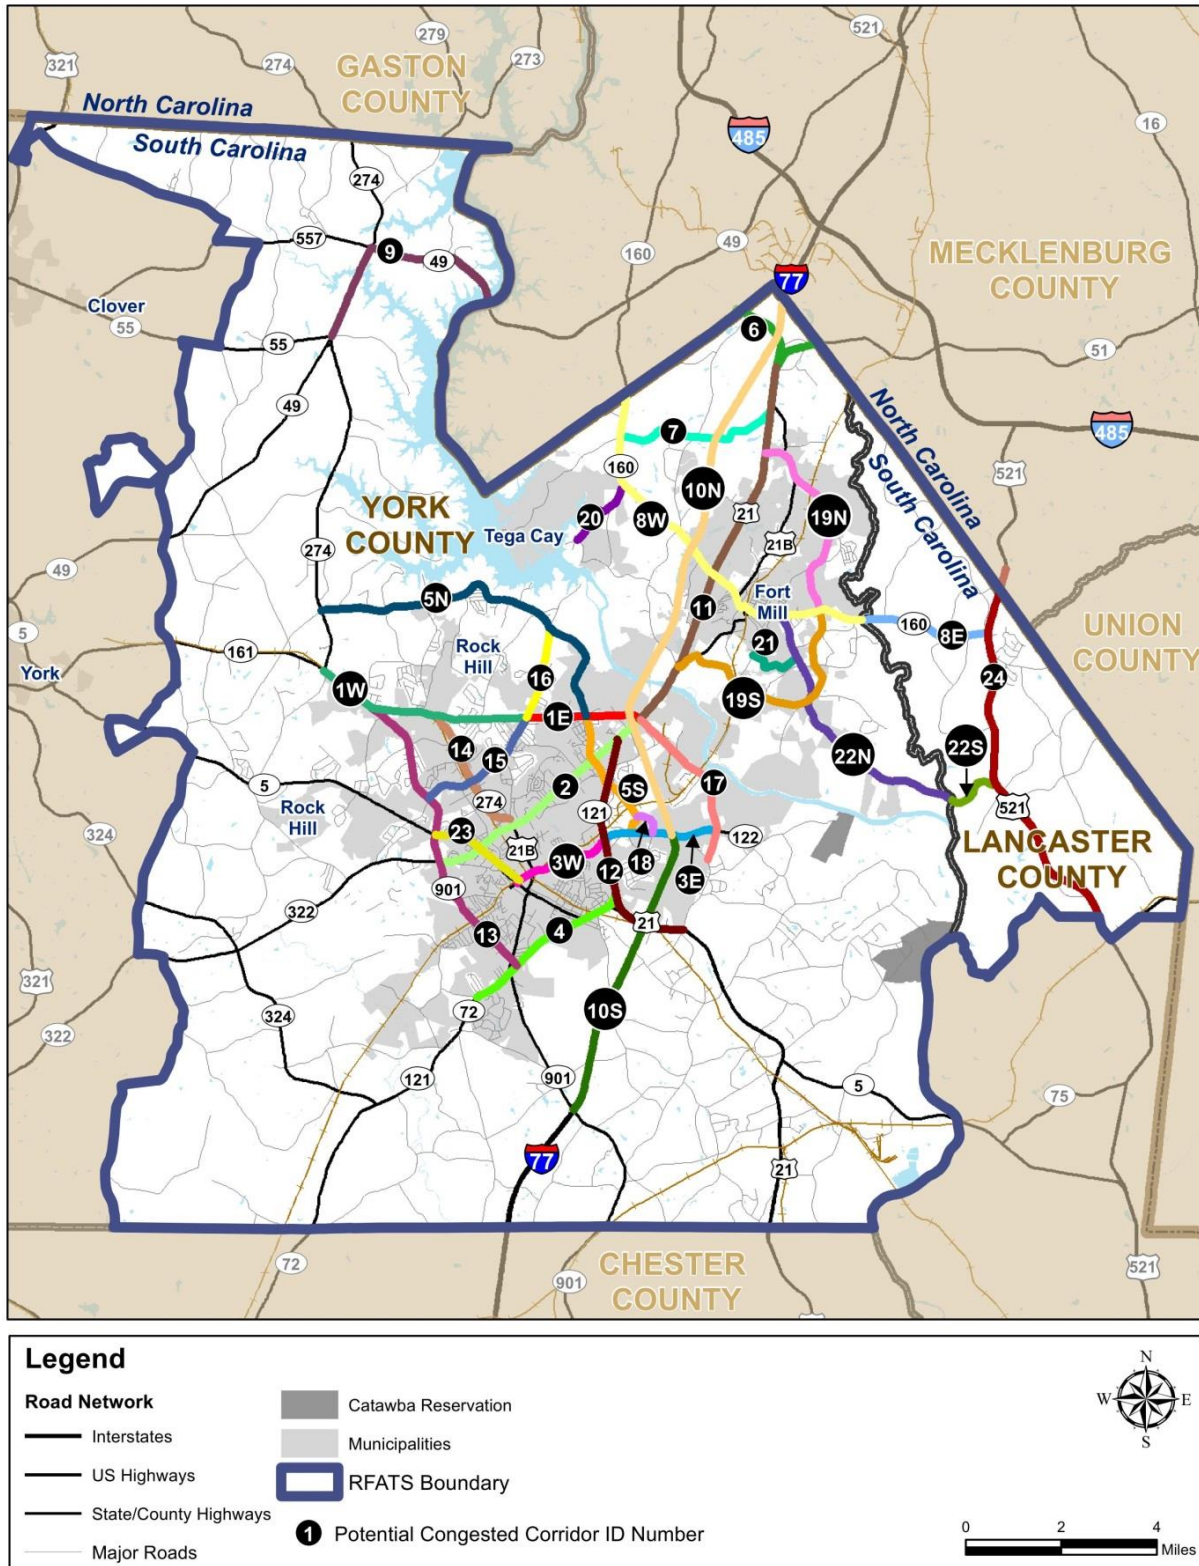 279
521
321
274
273
GASTON
COUNTY
16
485
North Carolina
South Carolina
274
557
9
49
160
49
MECKLENBURG
COUNTY
77
Clover
55
55
6
51
49
North Carolina
South Carolina
485
7
160
10N
521
YORK
COUNTY
20
8W
21
19N
Tega Cay
21B
274
49
5N
11
Fort
Mill
5
161
Rock
Hill
21
160
8E
UNION
COUNTY
York
16
24
1W
19S
1E
22N
22S
14
15
2
17
5
274
5S
121
521
Rock
Hill
324
23
21B
122
LANCASTER
COUNTY
3W
18
12
3E
901
322
13
4
21
321
324
72
10S
322
121
901
5
75
77
21
CHESTER
COUNTY
72
901
521
Legend
Road Network
Interstates
US Highways
State/County Highways
Major Roads
Catawba Reservation
Municipalities
RFATS Boundary
1 Potential Congested Corridor ID Number
N
W E
S
0 2 4
Miles